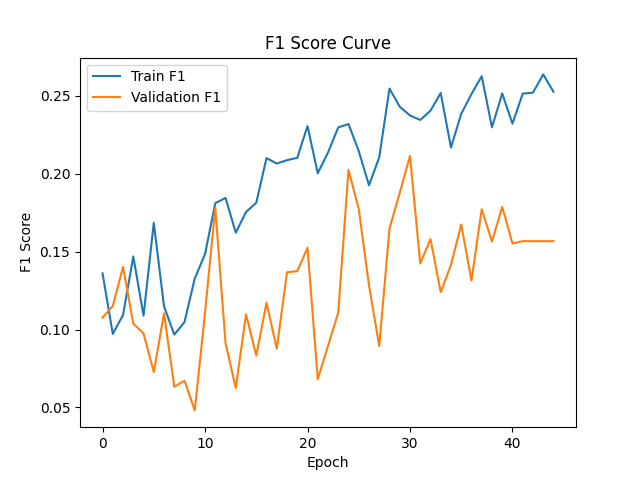 F1 Score Curve
Train F1
Validation F1
0.25
0.20
0.15
0.10
0.05
F1 Score
0 10 20 30 40
Epoch